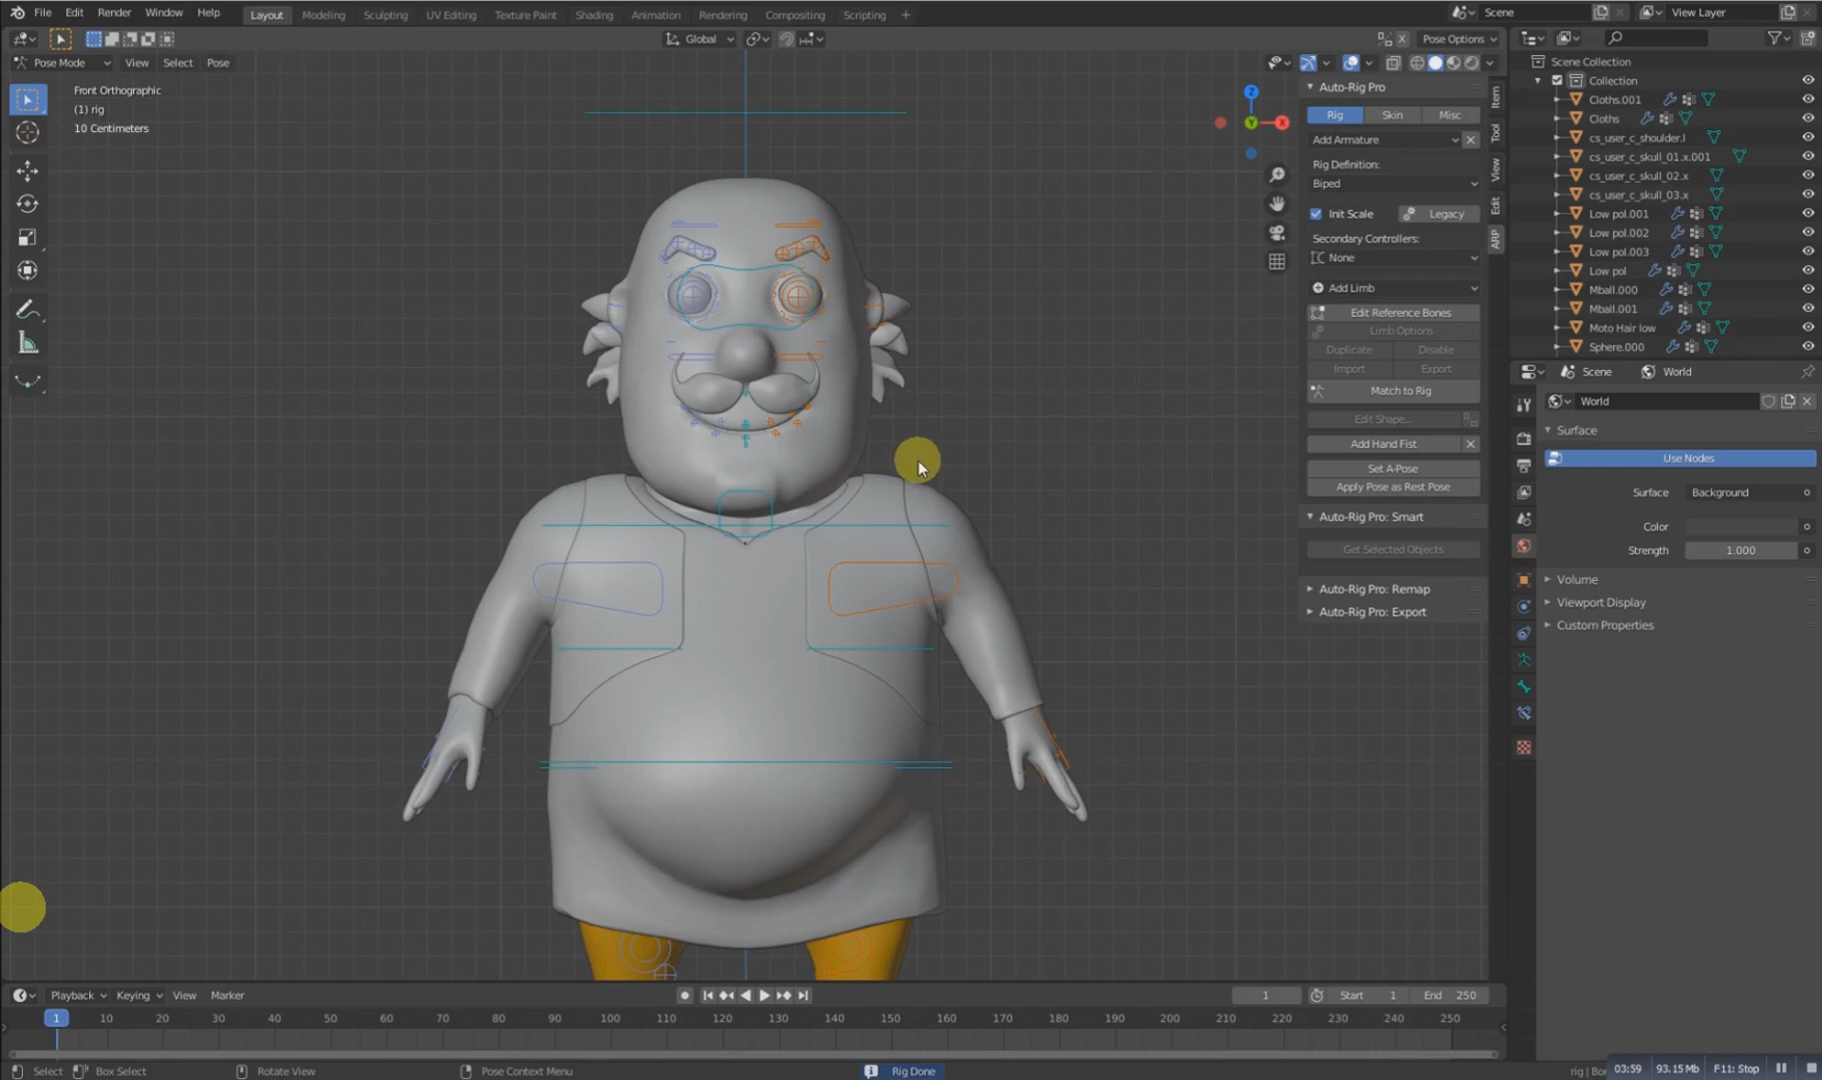 File Edit Render Window Help Layout Modeling Sculpting UV Editing Texture Paint Shading Animation Rendering Compositing Scripting + Scene View Layer
Global Pose Options
Pose Mode View Select Pose
Front Orthographic
(1) rig
10 Centimeters
Z
Y
X
Auto-Rig Pro
Rig Skin Misc
Add Armature
Rig Definition:
Biped
Init Scale Legacy
Secondary Controllers:
None
Add Limb
Edit Reference Bones
Limb Options
Duplicate Disable
Import Export
Match to Rig
Edit Shape...
Add Hand Fist
Set A-Pose
Apply Pose as Rest Pose
Auto-Rig Pro: Smart
Get Selected Objects
Auto-Rig Pro: Remap
Auto-Rig Pro: Export
Item
Tool
View
Edit
ARP
Scene Collection
Collection
Cloths.001
Cloths
cs_user_c_shoulder.l
cs_user_c_skull_01.x.001
cs_user_c_skull_02.x
cs_user_c_skull_03.x
Low pol.001
Low pol.002
Low pol.003
Low pol
Mball.000
Mball.001
Moto Hair low
Sphere.000
Scene World
World
Surface
Use Nodes
Surface Background
Color
Strength 1.000
Volume
Viewport Display
Custom Properties
Playback Keying View Marker 1 Start 1 End 250
1 10 20 30 40 50 60 70 80 90 100 110 120 130 140 150 160 170 180 190 200 210 220 230 240 250
Select Box Select Rotate View Pose Context Menu Rig Done rig | Bor 03:59 93.15 Mb F11: Stop